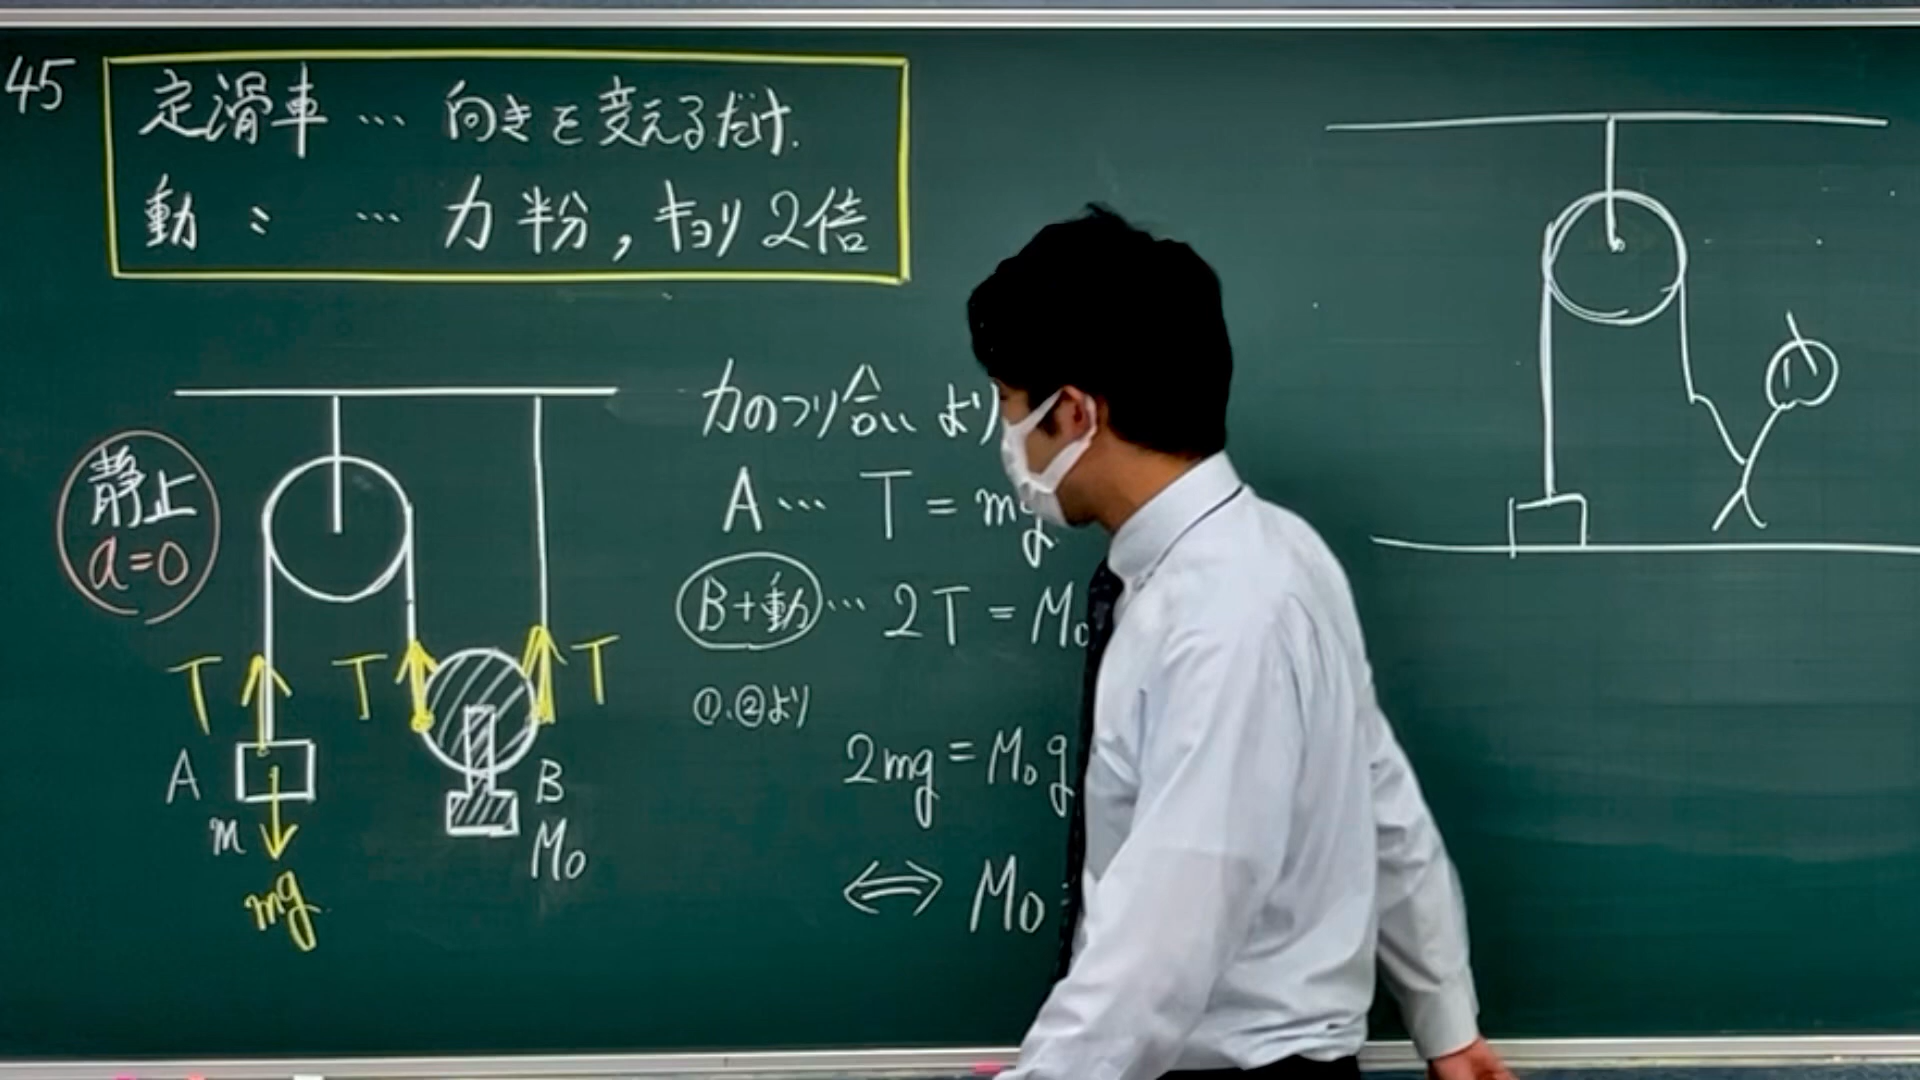 45
定滑車 … 向きを変えるだけ.
動 〃 … 力半分, キョリ2倍
静止
a=0
力のつり合いより
A … T = mg
B+動 … 2T = M₀
①、②より
2mg = M₀g
⇔ M₀ =
T
T
T
A
m
mg
B
M₀